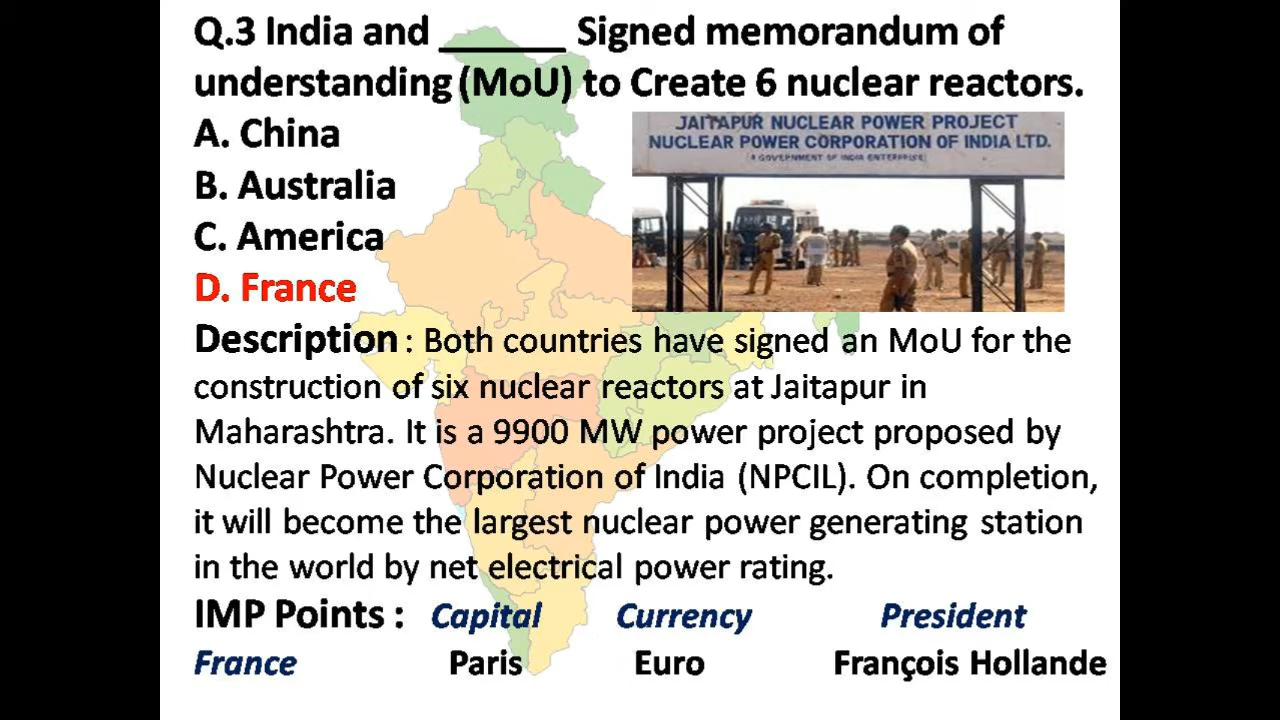 Q.3 India and ______ Signed memorandum of
understanding (MoU) to Create 6 nuclear reactors.
A. China
B. Australia
C. America
D. France
JAITAPUR NUCLEAR POWER PROJECT
NUCLEAR POWER CORPORATION OF INDIA LTD.
(A GOVERNMENT OF INDIA ENTERPRISE)
Description : Both countries have signed an MoU for the
construction of six nuclear reactors at Jaitapur in
Maharashtra. It is a 9900 MW power project proposed by
Nuclear Power Corporation of India (NPCIL). On completion,
it will become the largest nuclear power generating station
in the world by net electrical power rating.
IMP Points : Capital Currency President
France Paris Euro François Hollande